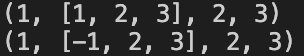 (1, [1, 2, 3], 2, 3)
(1, [-1, 2, 3], 2, 3)